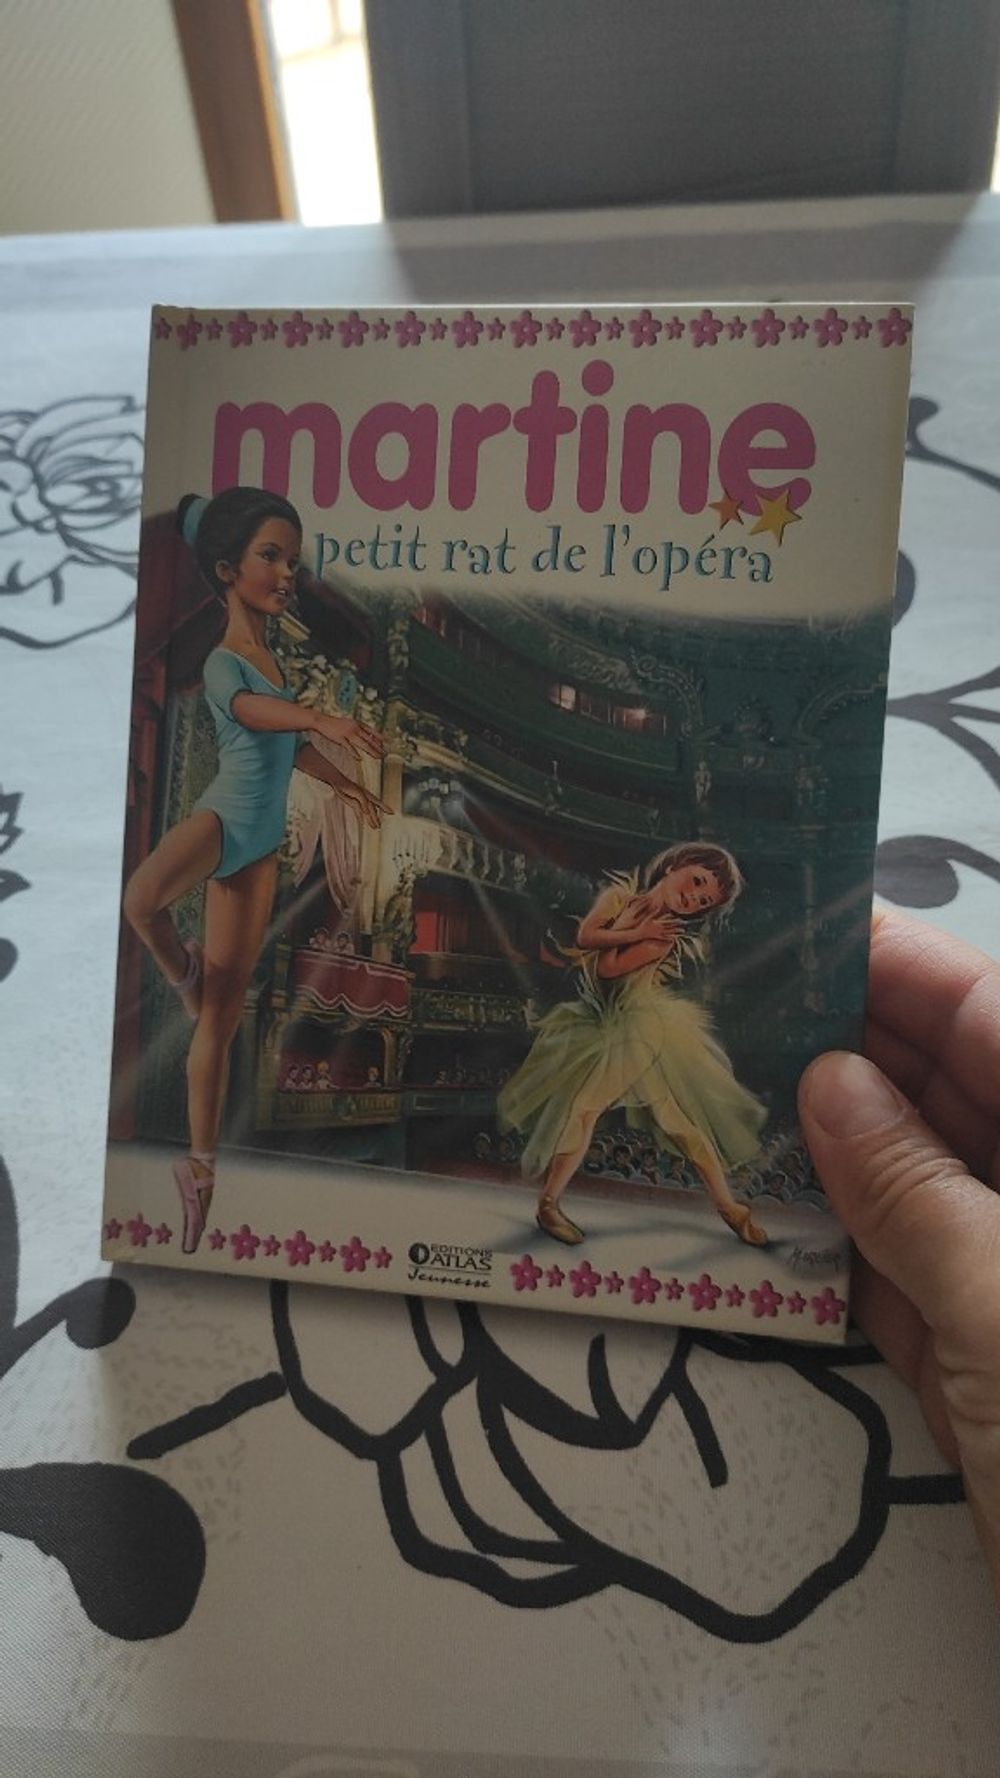 martine
petit rat de l'opéra
EDITIONS
ATLAS
Jeunesse